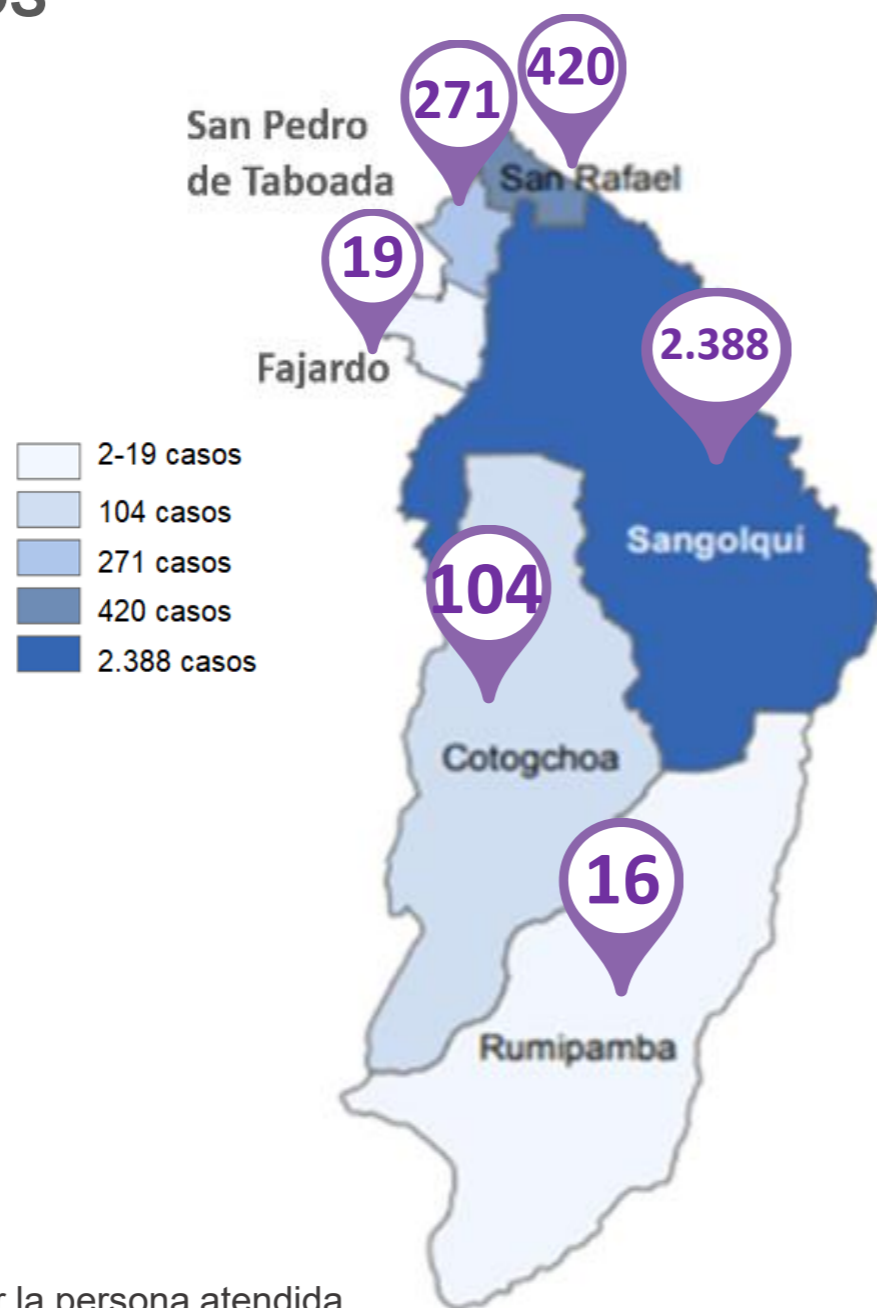 420
271
San Pedro
de Taboada
San Rafael
19
2.388
Fajardo
2-19 casos
104 casos
271 casos
420 casos
2.388 casos
Sangolquí
104
Cotogchoa
16
Rumipamba
la persona atendida